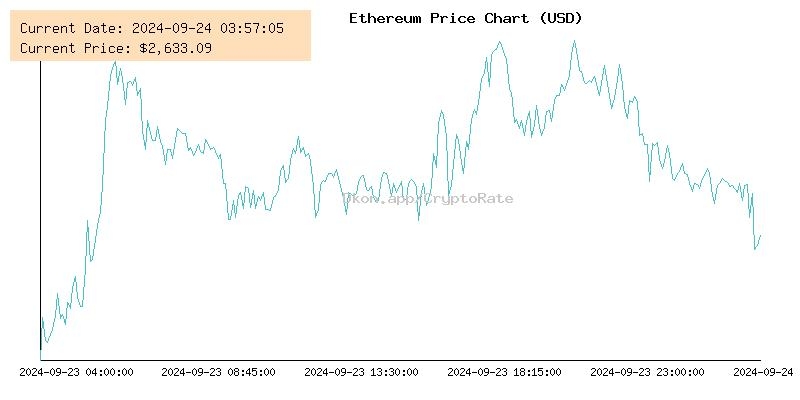 Ethereum Price Chart (USD)
Current Date: 2024-09-24 03:57:05
Current Price: $2,633.09
Ukon.app/CryptoRate
2024-09-23 04:00:00 2024-09-23 08:45:00 2024-09-23 13:30:00 2024-09-23 18:15:00 2024-09-23 23:00:00 2024-09-24